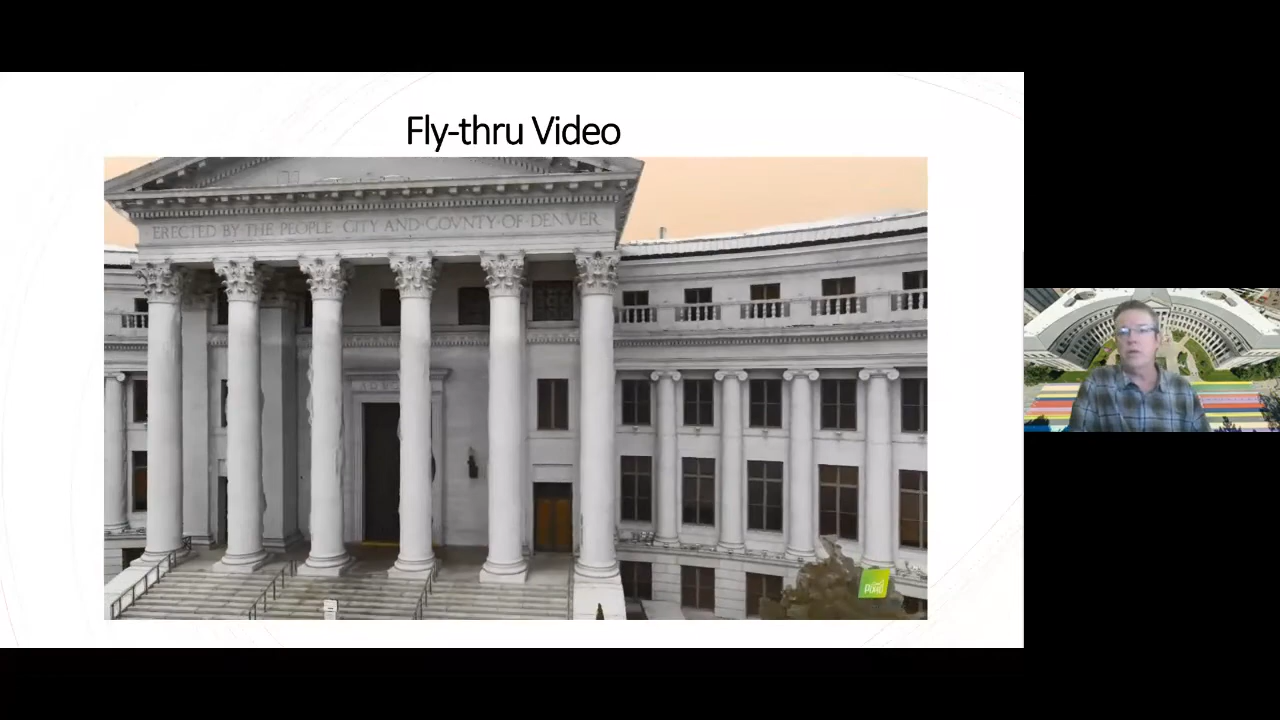 Fly-thru Video
ERECTED BY THE PEOPLE CITY AND COVNTY OF DENVER